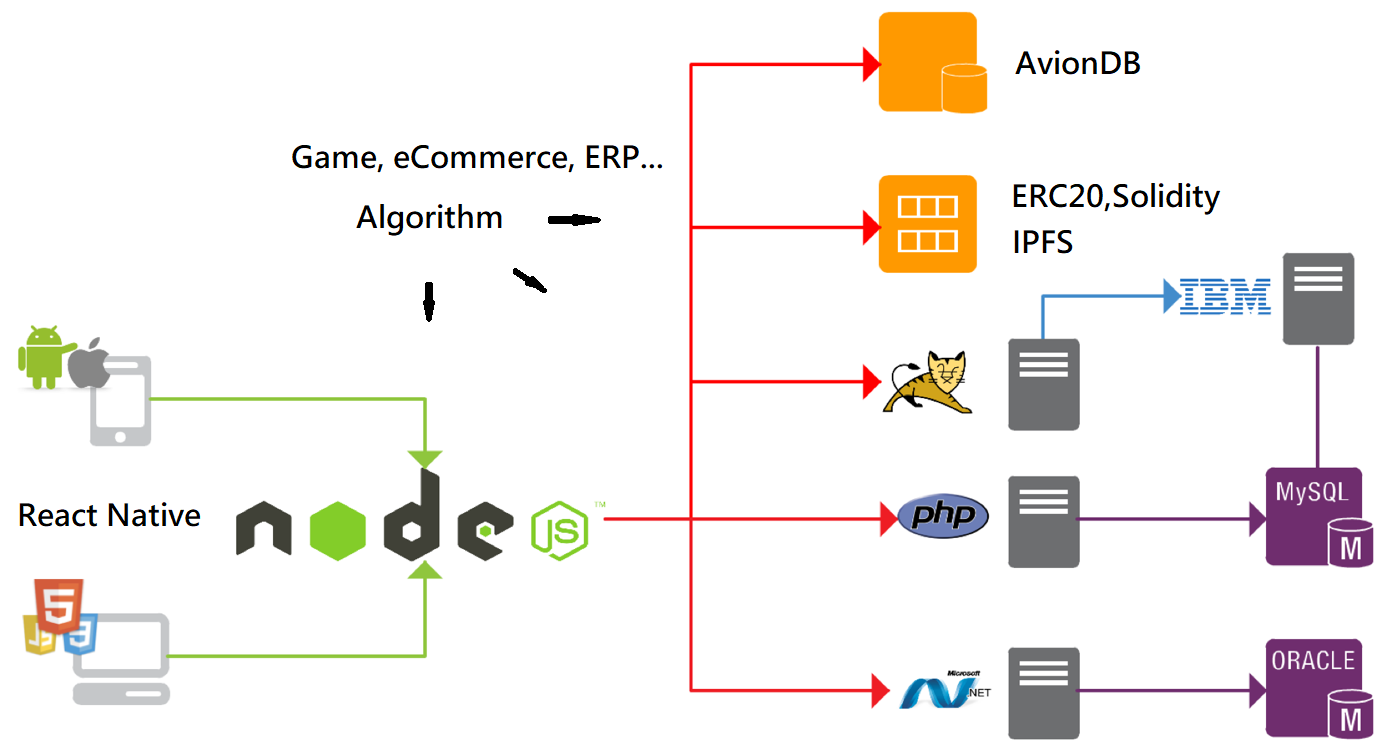 AvionDB
Game, eCommerce, ERP...
Algorithm
ERC20,Solidity
IPFS
IBM
React Native
node
JS
TM
php
MySQL
M
5
JS
3
Microsoft
.NET
ORACLE
M